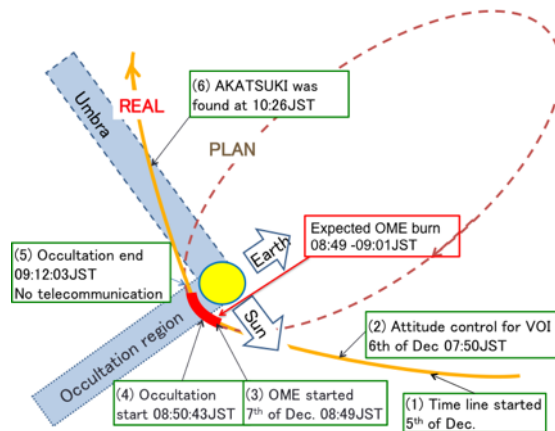 (6) AKATSUKI was
found at 10:26JST
REAL
Umbra
PLAN
Expected OME burn
08:49 -09:01JST
Earth
(5) Occultation end
09:12:03JST
No telecommunication
Sun
Occultation region
(2) Attitude control for VOI
6th of Dec 07:50JST
(4) Occultation
start 08:50:43JST
(3) OME started
7th of Dec. 08:49JST
(1) Time line started
5th of Dec.